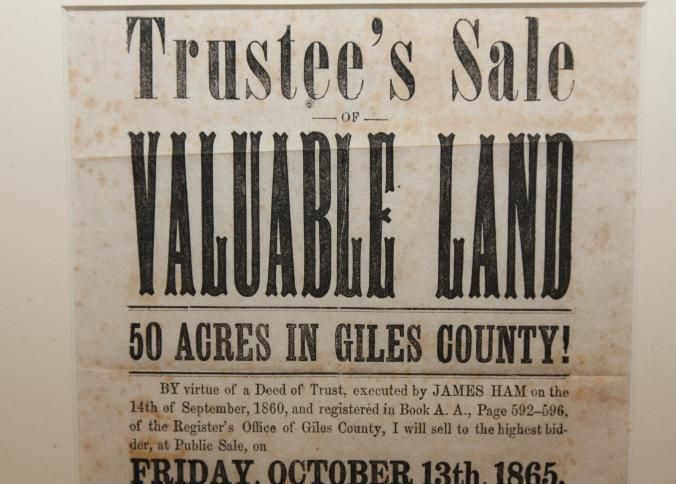 Trustee's Sale
OF
VALUABLE LAND
50 ACRES IN GILES COUNTY!
BY virtue of a Deed of Trust, executed by JAMES HAM on the
14th of September, 1860, and registered in Book A. A., Page 592–596,
of the Register's Office of Giles County, I will sell to the highest bid-
der, at Public Sale, on
FRIDAY, OCTOBER 13th, 1865,